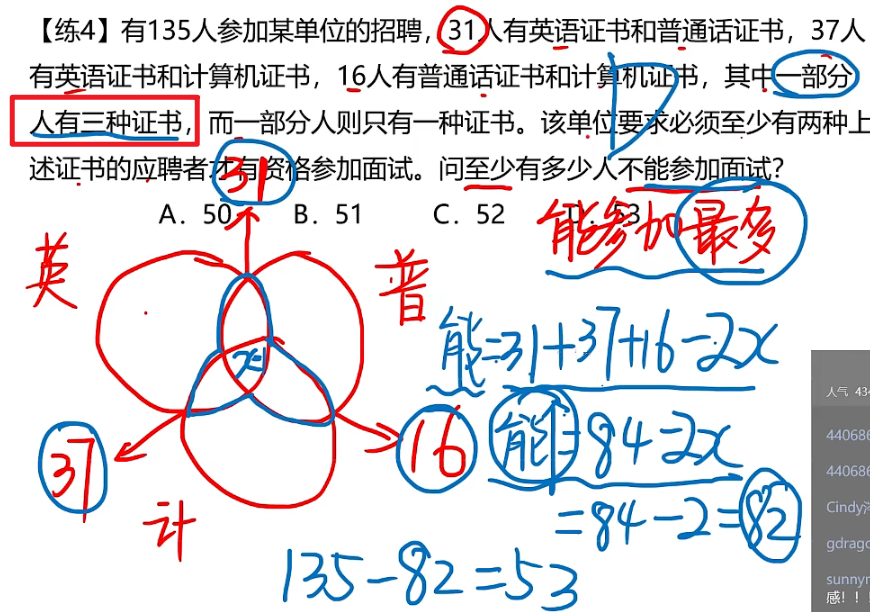 【练4】有135人参加某单位的招聘，31人有英语证书和普通话证书，37人
有英语证书和计算机证书，16人有普通话证书和计算机证书，其中一部分
人有三种证书，而一部分人则只有一种证书。该单位要求必须至少有两种上
述证书的应聘者才有资格参加面试。问至少有多少人不能参加面试？
A．50 B．51 C．52 D．53
31
能参加最多
英
普
能=31+37+16-2x
x=1
37
16
能=84-2x
=84-2=82
计
135-82=53
人气 434
440686
440686
Cindy
gdrago
sunnyr
感！！